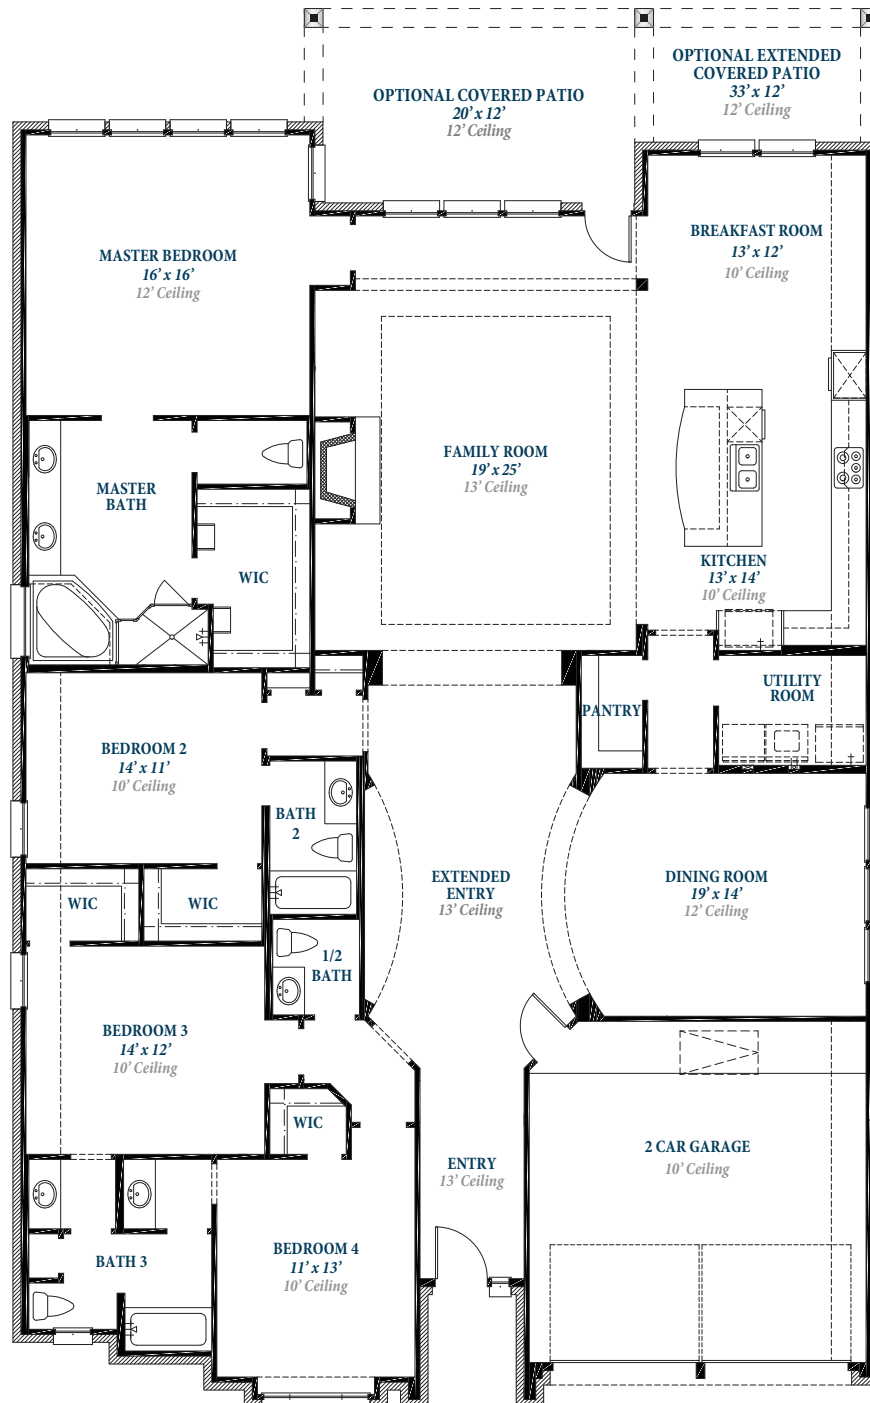 OPTIONAL COVERED PATIO
20' x 12'
12' Ceiling
OPTIONAL EXTENDED
COVERED PATIO
33' x 12'
12' Ceiling
MASTER BEDROOM
16' x 16'
12' Ceiling
BREAKFAST ROOM
13' x 12'
10' Ceiling
FAMILY ROOM
19' x 25'
13' Ceiling
MASTER
BATH
WIC
KITCHEN
13' x 14'
10' Ceiling
PANTRY
UTILITY
ROOM
BEDROOM 2
14' x 11'
10' Ceiling
BATH
2
EXTENDED
ENTRY
13' Ceiling
DINING ROOM
19' x 14'
12' Ceiling
WIC
WIC
1/2
BATH
BEDROOM 3
14' x 12'
10' Ceiling
WIC
ENTRY
13' Ceiling
2 CAR GARAGE
10' Ceiling
BATH 3
BEDROOM 4
11' x 13'
10' Ceiling